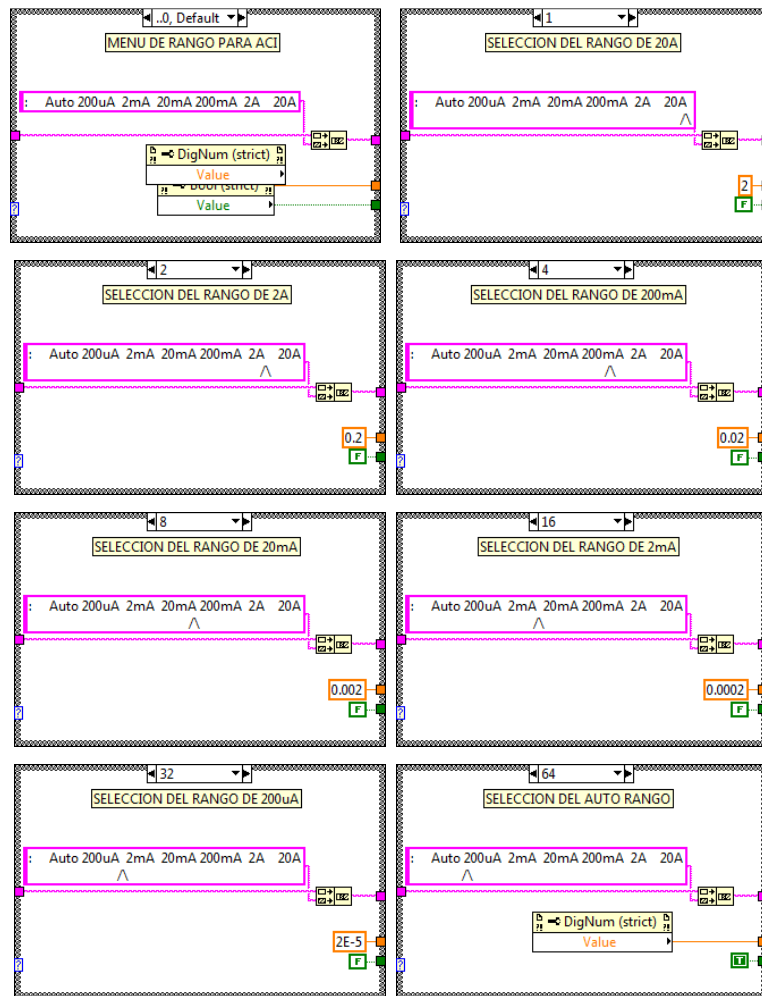 ..0, Default
MENU DE RANGO PARA ACI
: Auto 200uA 2mA 20mA 200mA 2A 20A
DigNum (strict)
Value
Bool (strict)
Value
?
1
SELECCION DEL RANGO DE 20A
: Auto 200uA 2mA 20mA 200mA 2A 20A
/\
2
F
?
2
SELECCION DEL RANGO DE 2A
: Auto 200uA 2mA 20mA 200mA 2A 20A
/\
0.2
F
?
4
SELECCION DEL RANGO DE 200mA
: Auto 200uA 2mA 20mA 200mA 2A 20A
/\
0.02
F
?
8
SELECCION DEL RANGO DE 20mA
: Auto 200uA 2mA 20mA 200mA 2A 20A
/\
0.002
F
?
16
SELECCION DEL RANGO DE 2mA
: Auto 200uA 2mA 20mA 200mA 2A 20A
/\
0.0002
F
?
32
SELECCION DEL RANGO DE 200uA
: Auto 200uA 2mA 20mA 200mA 2A 20A
/\
2E-5
F
?
64
SELECCION DEL AUTO RANGO
: Auto 200uA 2mA 20mA 200mA 2A 20A
/\
DigNum (strict)
Value
T
?